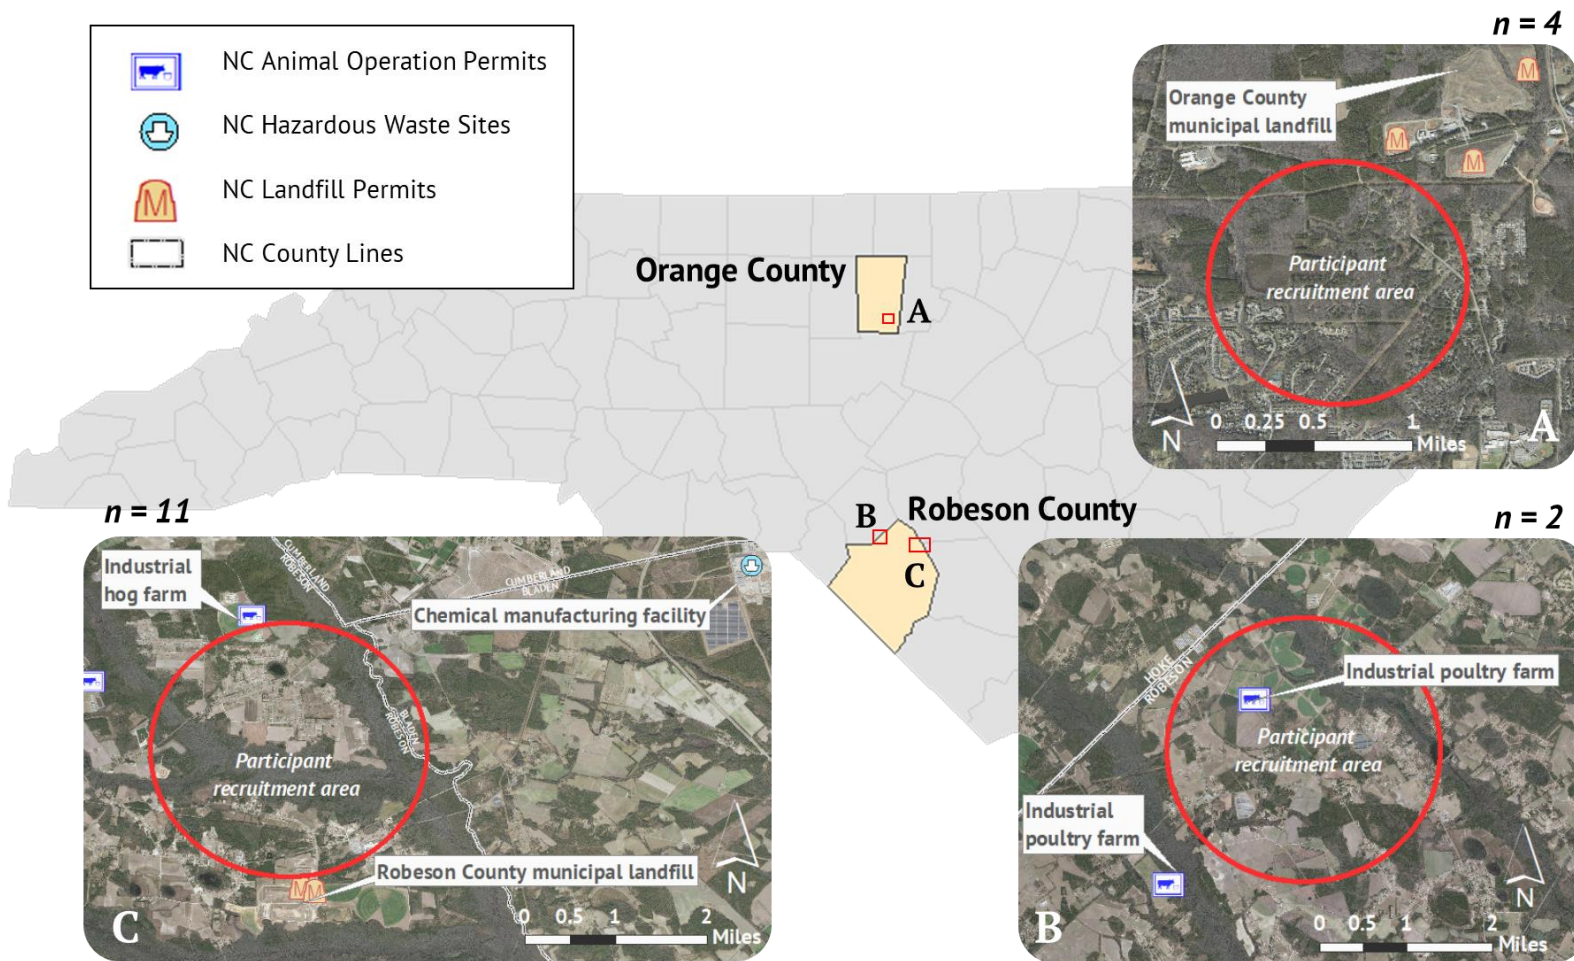 n = 4
NC Animal Operation Permits
NC Hazardous Waste Sites
NC Landfill Permits
NC County Lines
M
Orange County
municipal landfill
M
M
Participant
recruitment area
0 0.25 0.5 1
Miles
N
A
Orange County
A
M
n = 11
B
Robeson County
C
n = 2
Industrial
hog farm
CUMBERLAND
ROBESON
CUMBERLAND
BLADEN
Chemical manufacturing facility
BLADEN
ROBESON
Participant
recruitment area
Robeson County municipal landfill
M M
N
0 0.5 1 2
Miles
C
HOKE
ROBESON
Industrial poultry farm
Participant
recruitment area
Industrial
poultry farm
N
0 0.5 1 2
Miles
B